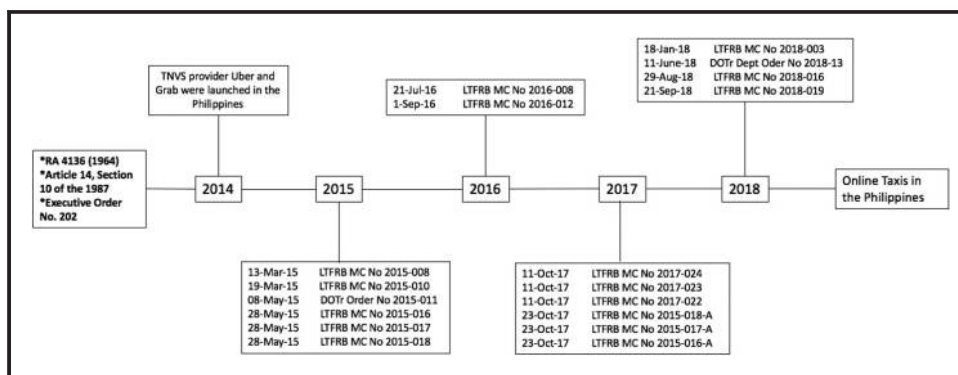 TNVS provider Uber and
Grab were launched in the
Philippines
21-Jul-16 LTFRB MC No 2016-008
1-Sep-16 LTFRB MC No 2016-012
18-Jan-18 LTFRB MC No 2018-003
11-June-18 DOTr Dept Oder No 2018-13
29-Aug-18 LTFRB MC No 2018-016
21-Sep-18 LTFRB MC No 2018-019
*RA 4136 (1964)
*Article 14, Section
10 of the 1987
*Executive Order
No. 202
2014
2015
2016
2017
2018
Online Taxis in
the Philippines
13-Mar-15 LTFRB MC No 2015-008
19-Mar-15 LTFRB MC No 2015-010
08-May-15 DOTr Order No 2015-011
28-May-15 LTFRB MC No 2015-016
28-May-15 LTFRB MC No 2015-017
28-May-15 LTFRB MC No 2015-018
11-Oct-17 LTFRB MC No 2017-024
11-Oct-17 LTFRB MC No 2017-023
11-Oct-17 LTFRB MC No 2017-022
23-Oct-17 LTFRB MC No 2015-018-A
23-Oct-17 LTFRB MC No 2015-017-A
23-Oct-17 LTFRB MC No 2015-016-A